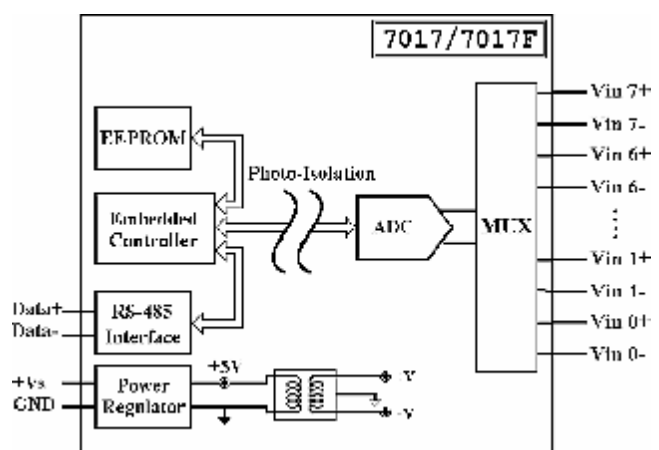 7017/7017F
EEPROM
Photo-Isolation
Embedded
Controller
ADC
MUX
Vin 7+
Vin 7-
Vin 6+
Vin 6-
Vin 1+
Vin 1-
Vin 0+
Vin 0-
Data+
Data-
RS-485
Interface
+5V
+Vs
GND
Power
Regulator
-V